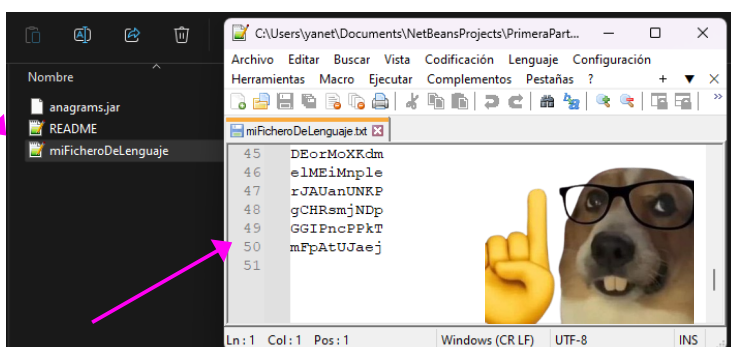 C:\Users\yanet\Documents\NetBeansProjects\PrimeraPart...
Archivo Editar Buscar Vista Codificación Lenguaje Configuración
Herramientas Macro Ejecutar Complementos Pestañas ? + ▼ X
Nombre
anagrams.jar
README
miFicheroDeLenguaje
miFicheroDeLenguaje.txt
45 DEorMoXKdm
46 elMEiMnple
47 rJAUanUNKP
48 gCHRsmjNDp
49 GGIPncPPkT
50 mFpAtUJaej
51
Ln : 1 Col : 1 Pos : 1 Windows (CR LF) UTF-8 INS